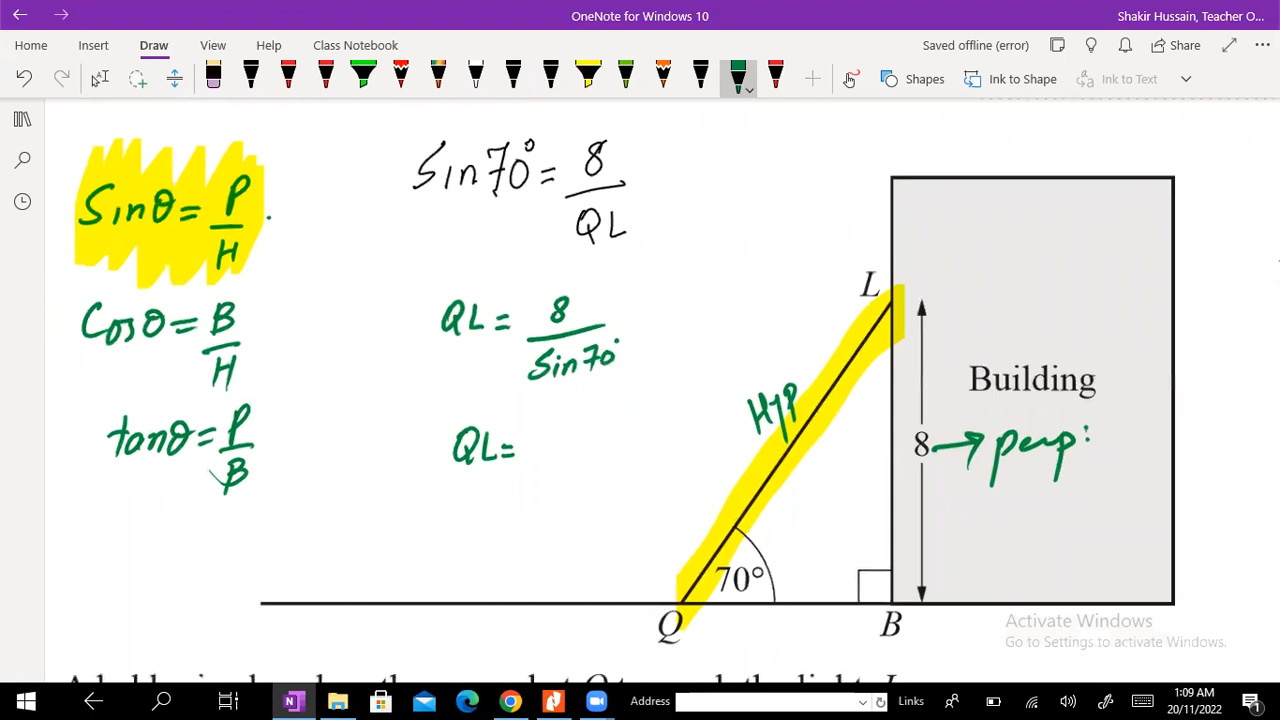 OneNote for Windows 10
Shakir Hussain, Teacher O...
Home Insert Draw View Help Class Notebook
Saved offline (error) Share
Shapes Ink to Shape Ink to Text
Sinθ = P/H
Cosθ = B/H
tanθ = P/B
Sin70° = 8/QL
QL = 8/Sin70°
QL =
L
Hyp
Building
8 → perp:
70°
Q B
Activate Windows
Go to Settings to activate Windows.
Address Links
1:09 AM
20/11/2022